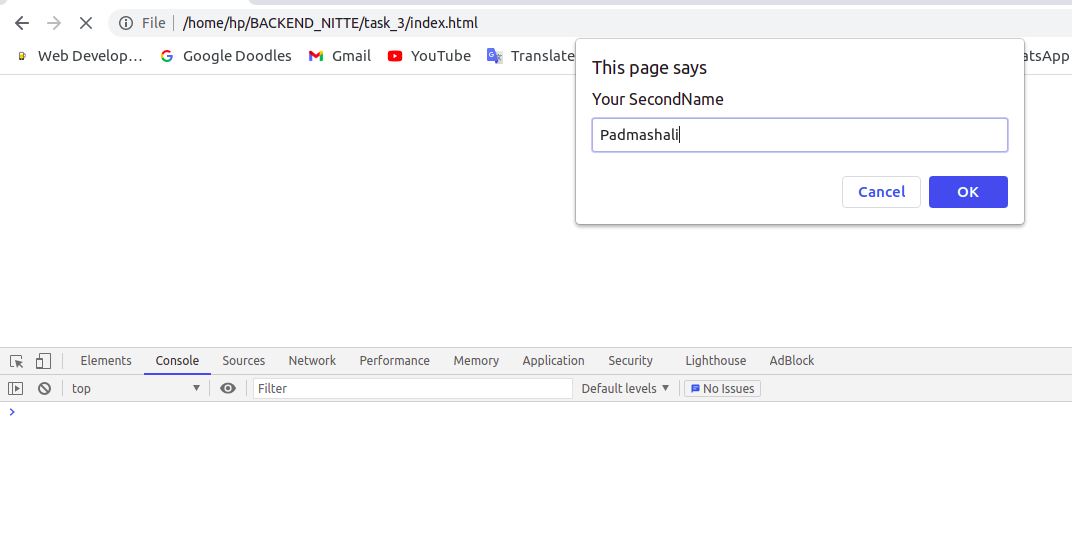 File | /home/hp/BACKEND_NITTE/task_3/index.html
Web Develop… Google Doodles Gmail YouTube Translate atsApp
This page says
Your SecondName
Padmashali
Cancel OK
Elements Console Sources Network Performance Memory Application Security Lighthouse AdBlock
top Filter Default levels No Issues